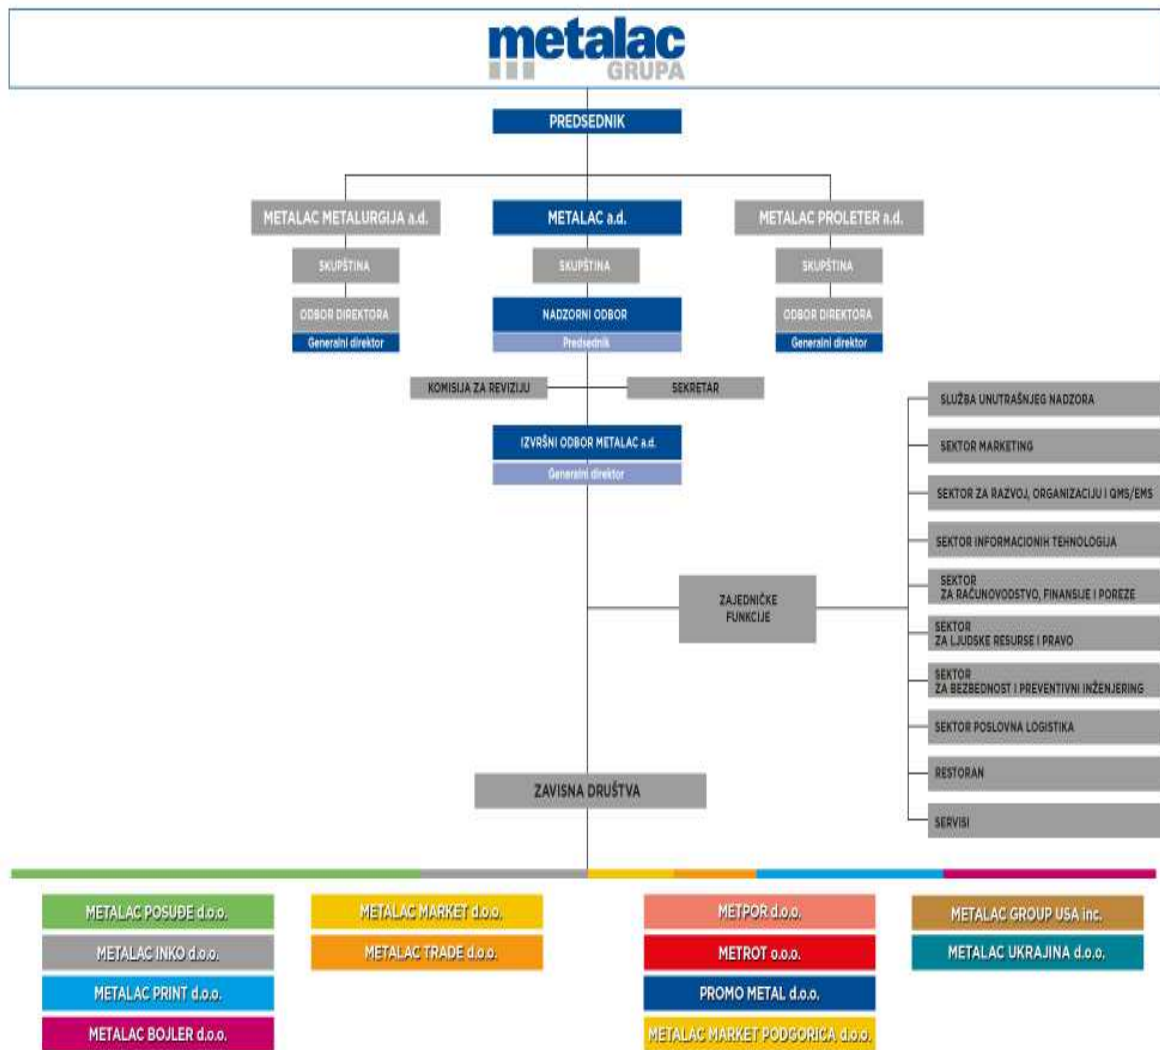 metalac
GRUPA
PREDSEDNIK
METALAC METALURGIJA a.d.
METALAC a.d.
METALAC PROLETER a.d.
SKUPŠTINA
SKUPŠTINA
SKUPŠTINA
ODBOR DIREKTORA
Generalni direktor
NADZORNI ODBOR
Predsednik
ODBOR DIREKTORA
Generalni direktor
KOMISIJA ZA REVIZIJU
SEKRETAR
IZVRŠNI ODBOR METALAC a.d.
Generalni direktor
ZAJEDNIČKE
FUNKCIJE
SLUŽBA UNUTRAŠNJEG NADZORA
SEKTOR MARKETING
SEKTOR ZA RAZVOJ, ORGANIZACIJU I QMS/EMS
SEKTOR INFORMACIONIH TEHNOLOGIJA
SEKTOR
ZA RAČUNOVODSTVO, FINANSIJE I POREZE
SEKTOR
ZA LJUDSKE RESURSE I PRAVO
SEKTOR
ZA BEZBEDNOST I PREVENTIVNI INŽENJERING
SEKTOR POSLOVNA LOGISTIKA
RESTORAN
SERVISI
ZAVISNA DRUŠTVA
METALAC POSUĐE d.o.o.
METALAC INKO d.o.o.
METALAC PRINT d.o.o.
METALAC BOJLER d.o.o.
METALAC MARKET d.o.o.
METALAC TRADE d.o.o.
METPOR d.o.o.
METROT o.o.o.
PROMO METAL d.o.o.
METALAC MARKET PODGORICA d.o.o.
METALAC GROUP USA inc.
METALAC UKRAJINA d.o.o.